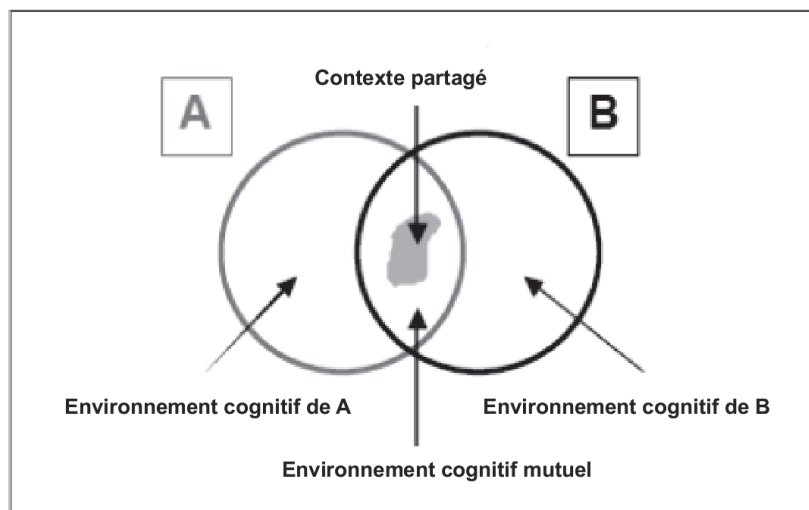 Contexte partagé
A
B
Environnement cognitif de A
Environnement cognitif de B
Environnement cognitif mutuel